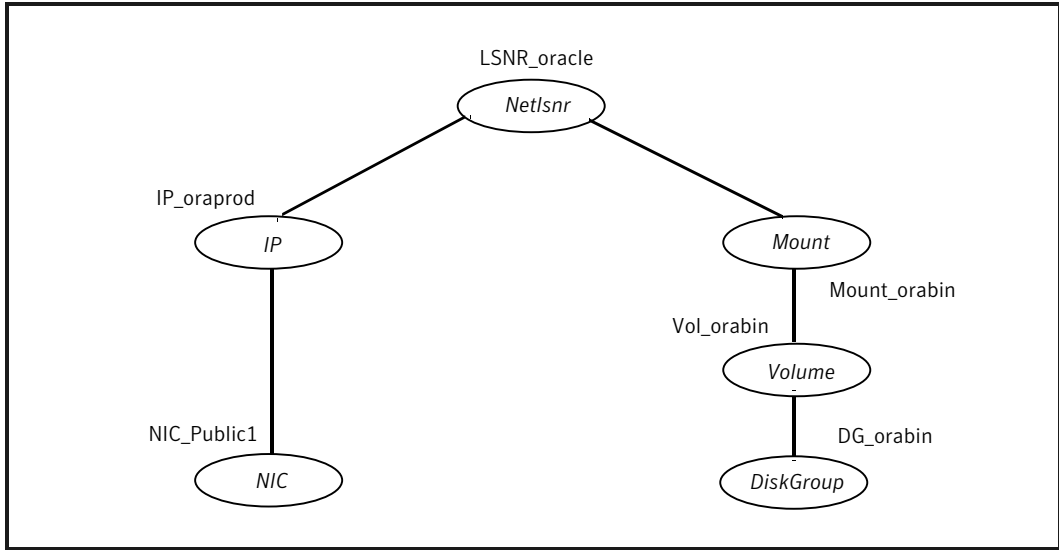 LSNR_oracle
Netlsnr
IP_oraprod
IP
Mount
Mount_orabin
Vol_orabin
Volume
NIC_Public1
DG_orabin
NIC
DiskGroup